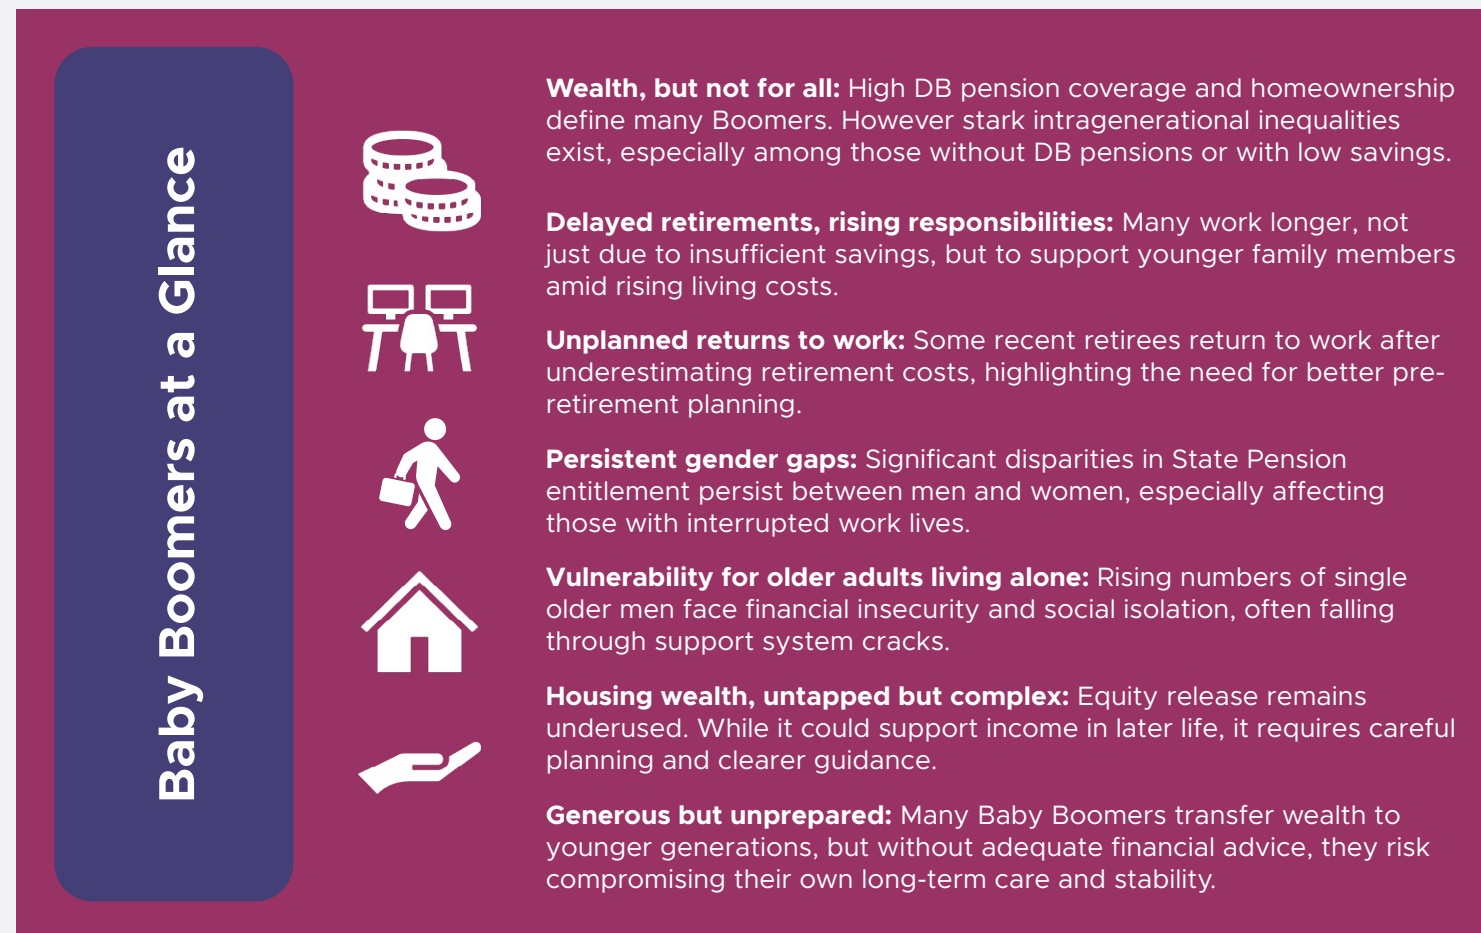 Baby Boomers at a Glance
Wealth, but not for all: High DB pension coverage and homeownership
define many Boomers. However stark intragenerational inequalities
exist, especially among those without DB pensions or with low savings.
Delayed retirements, rising responsibilities: Many work longer, not
just due to insufficient savings, but to support younger family members
amid rising living costs.
Unplanned returns to work: Some recent retirees return to work after
underestimating retirement costs, highlighting the need for better pre-
retirement planning.
Persistent gender gaps: Significant disparities in State Pension
entitlement persist between men and women, especially affecting
those with interrupted work lives.
Vulnerability for older adults living alone: Rising numbers of single
older men face financial insecurity and social isolation, often falling
through support system cracks.
Housing wealth, untapped but complex: Equity release remains
underused. While it could support income in later life, it requires careful
planning and clearer guidance.
Generous but unprepared: Many Baby Boomers transfer wealth to
younger generations, but without adequate financial advice, they risk
compromising their own long-term care and stability.